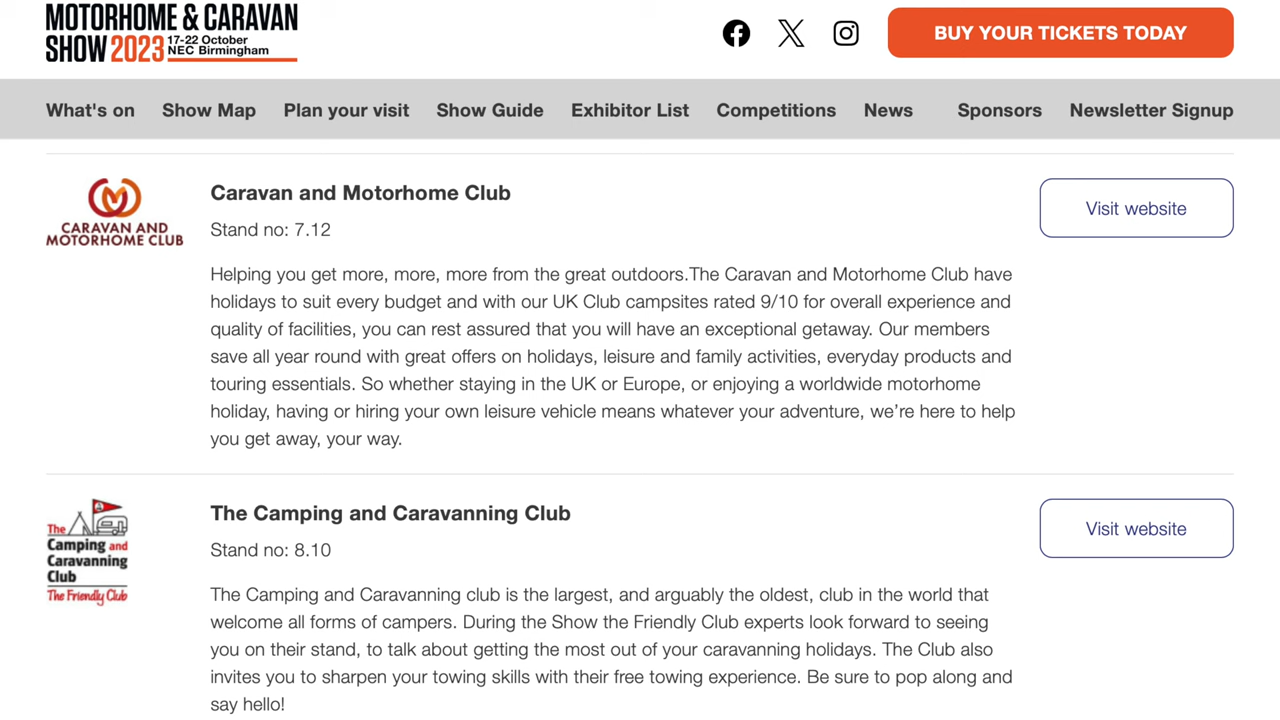 MOTORHOME & CARAVAN
SHOW 2023 17-22 October
NEC Birmingham
BUY YOUR TICKETS TODAY
What's on Show Map Plan your visit Show Guide Exhibitor List Competitions News Sponsors Newsletter Signup
CARAVAN AND
MOTORHOME CLUB
Caravan and Motorhome Club
Visit website
Stand no: 7.12
Helping you get more, more, more from the great outdoors.The Caravan and Motorhome Club have
holidays to suit every budget and with our UK Club campsites rated 9/10 for overall experience and
quality of facilities, you can rest assured that you will have an exceptional getaway. Our members
save all year round with great offers on holidays, leisure and family activities, everyday products and
touring essentials. So whether staying in the UK or Europe, or enjoying a worldwide motorhome
holiday, having or hiring your own leisure vehicle means whatever your adventure, we’re here to help
you get away, your way.
The
Camping and
Caravanning
Club
The Friendly Club
The Camping and Caravanning Club
Visit website
Stand no: 8.10
The Camping and Caravanning club is the largest, and arguably the oldest, club in the world that
welcome all forms of campers. During the Show the Friendly Club experts look forward to seeing
you on their stand, to talk about getting the most out of your caravanning holidays. The Club also
invites you to sharpen your towing skills with their free towing experience. Be sure to pop along and
say hello!